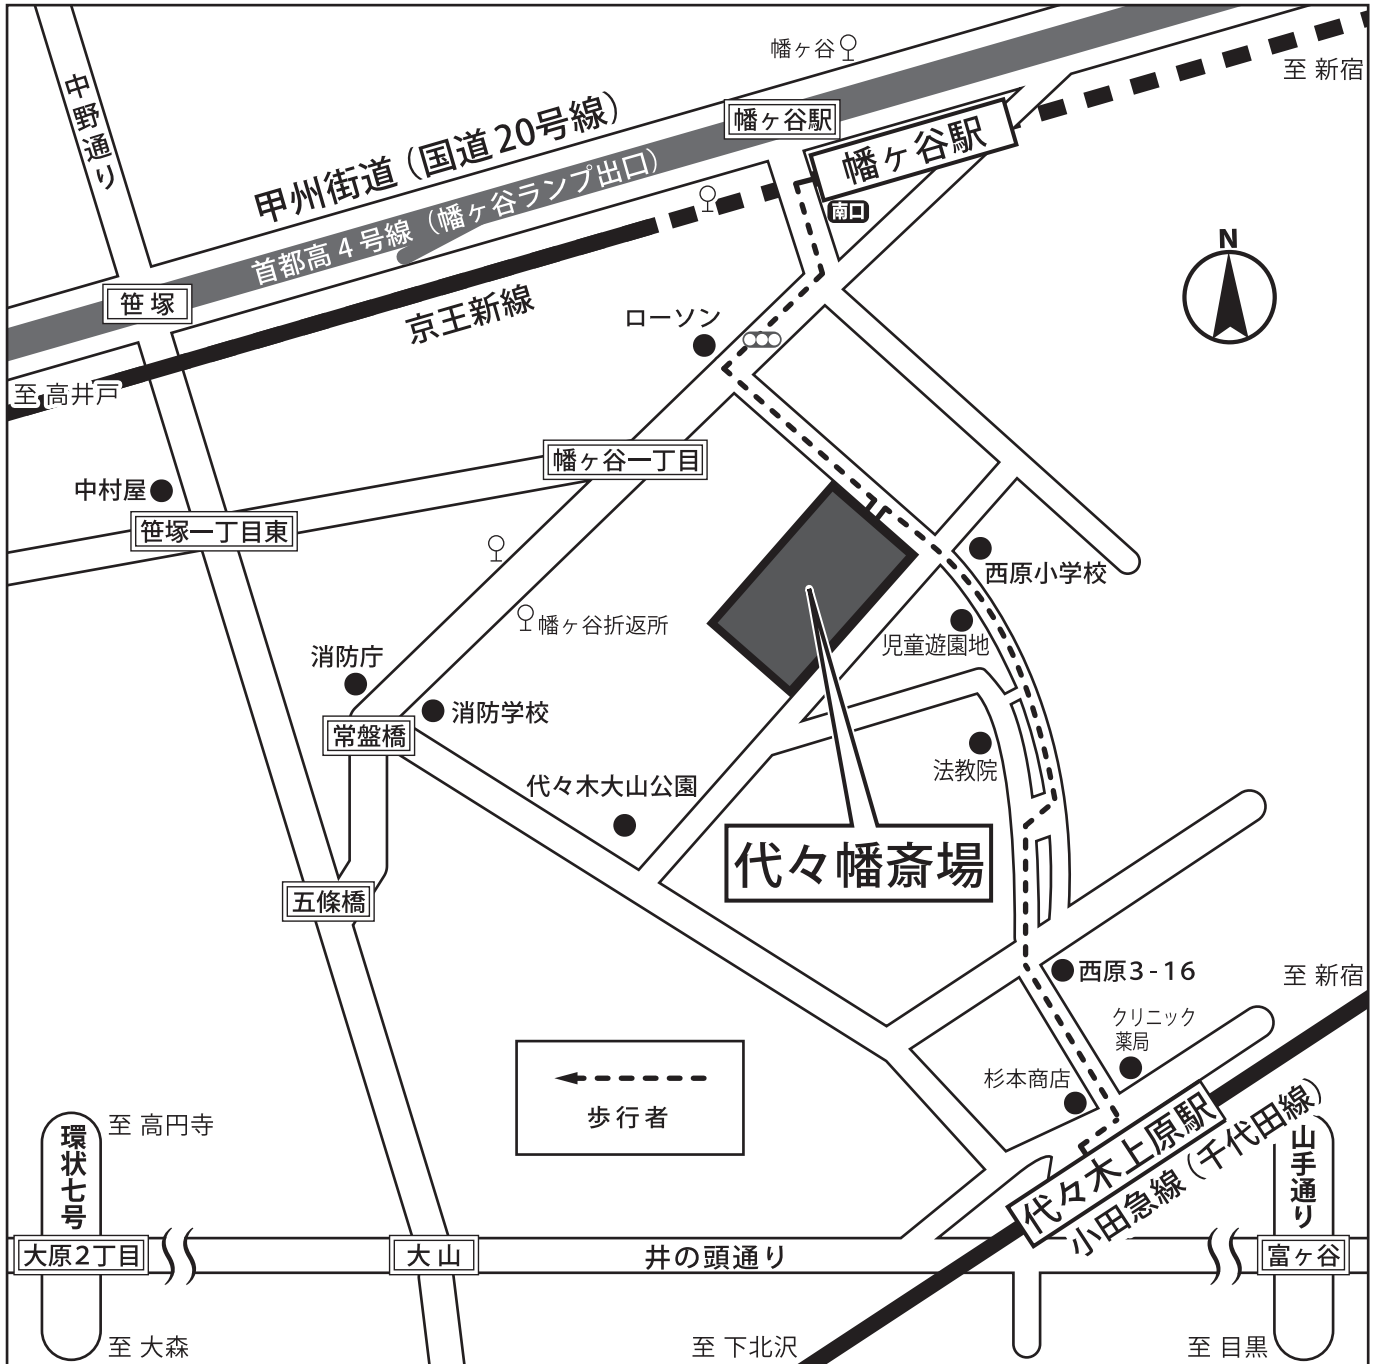 幡ヶ谷
至 新宿
中野通り
甲州街道（国道20号線）
幡ヶ谷駅
幡ヶ谷駅
首都高4号線（幡ヶ谷ランプ出口）
南口
N
笹塚
京王新線
ローソン
至 高井戸
幡ヶ谷一丁目
中村屋
笹塚一丁目東
西原小学校
幡ヶ谷折返所
児童遊園地
消防庁
消防学校
常盤橋
法教院
代々木大山公園
代々幡斎場
五條橋
西原3-16
至 新宿
クリニック
薬局
杉本商店
歩行者
至 高円寺
環状七号
代々木上原駅
小田急線（千代田線）
山手通り
大原2丁目
大山
井の頭通り
富ヶ谷
至 大森
至 下北沢
至 目黒